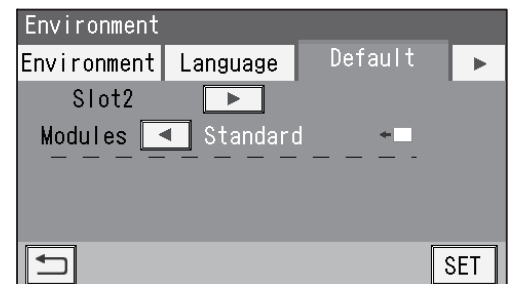 Environment
Environment Language Default
Slot2
Modules Standard
SET